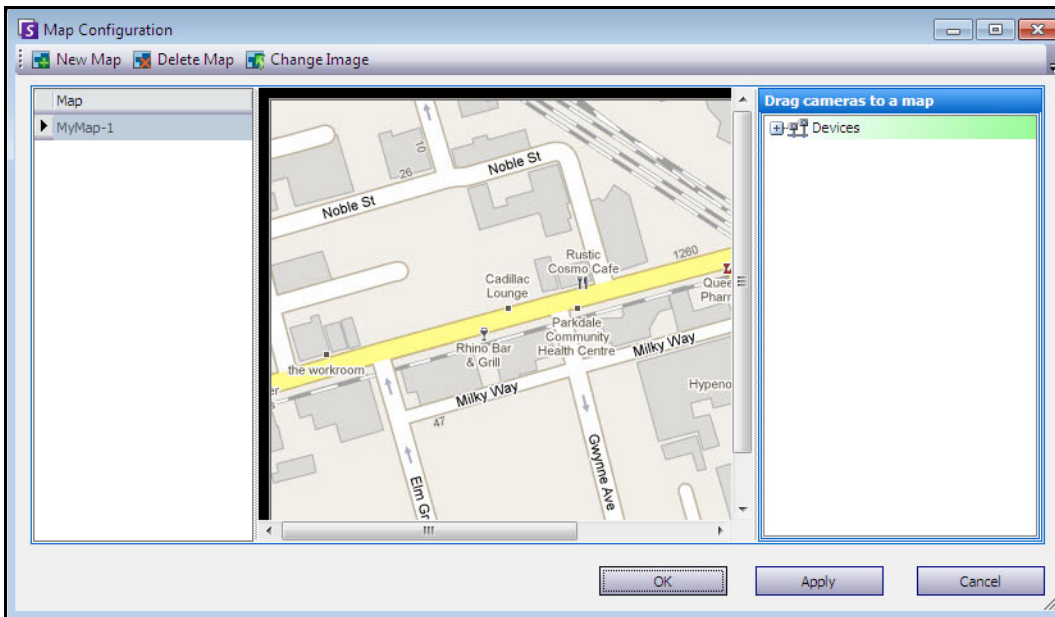 Map Configuration
New Map Delete Map Change Image
Map
MyMap-1
Drag cameras to a map
Devices
10
26
Noble St
Noble St
Rustic
Cosmo Cafe
1260
Cadillac
Lounge
Quee
Pharr
Parkdale
Community
Health Centre
Rhino Bar
& Grill
Milky Way
the workroom
er
s
Hypeno
Milky Way
47
Gwynne Ave
Elm Gr
OK
Apply
Cancel